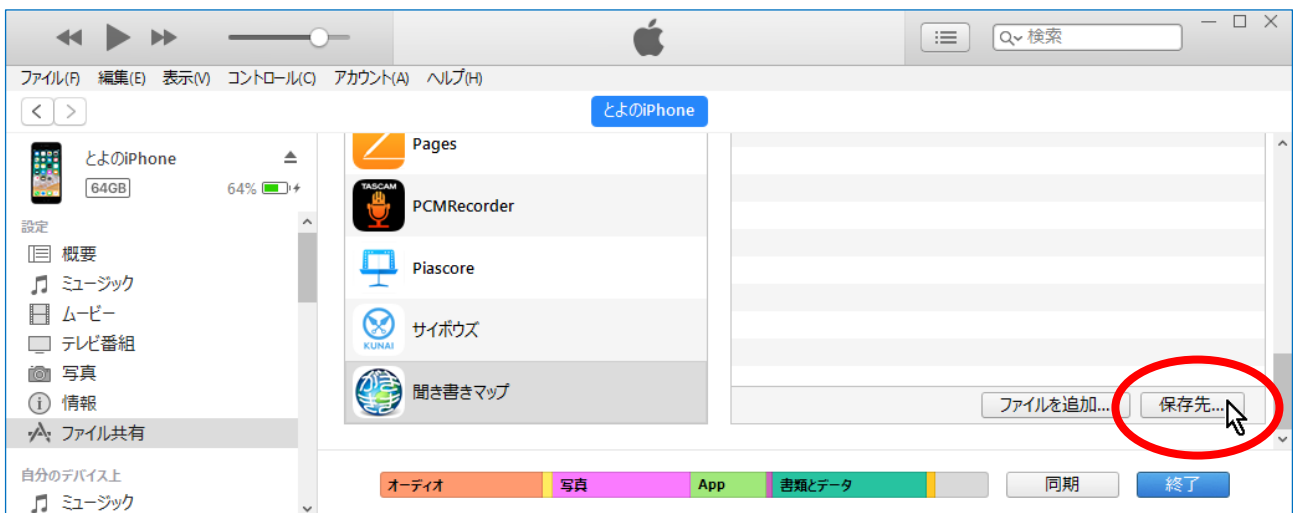 検索
ファイル(F) 編集(E) 表示(V) コントロール(C) アカウント(A) ヘルプ(H)
とよのiPhone
とよのiPhone
64GB 64%
設定
概要
ミュージック
ムービー
テレビ番組
写真
情報
ファイル共有
自分のデバイス上
ミュージック
Pages
TASCAM
PCMRecorder
Piascore
KUNAI
サイボウズ
聞き書きマップ
ファイルを追加... 保存先...
オーディオ 写真 App 書類とデータ 同期 終了